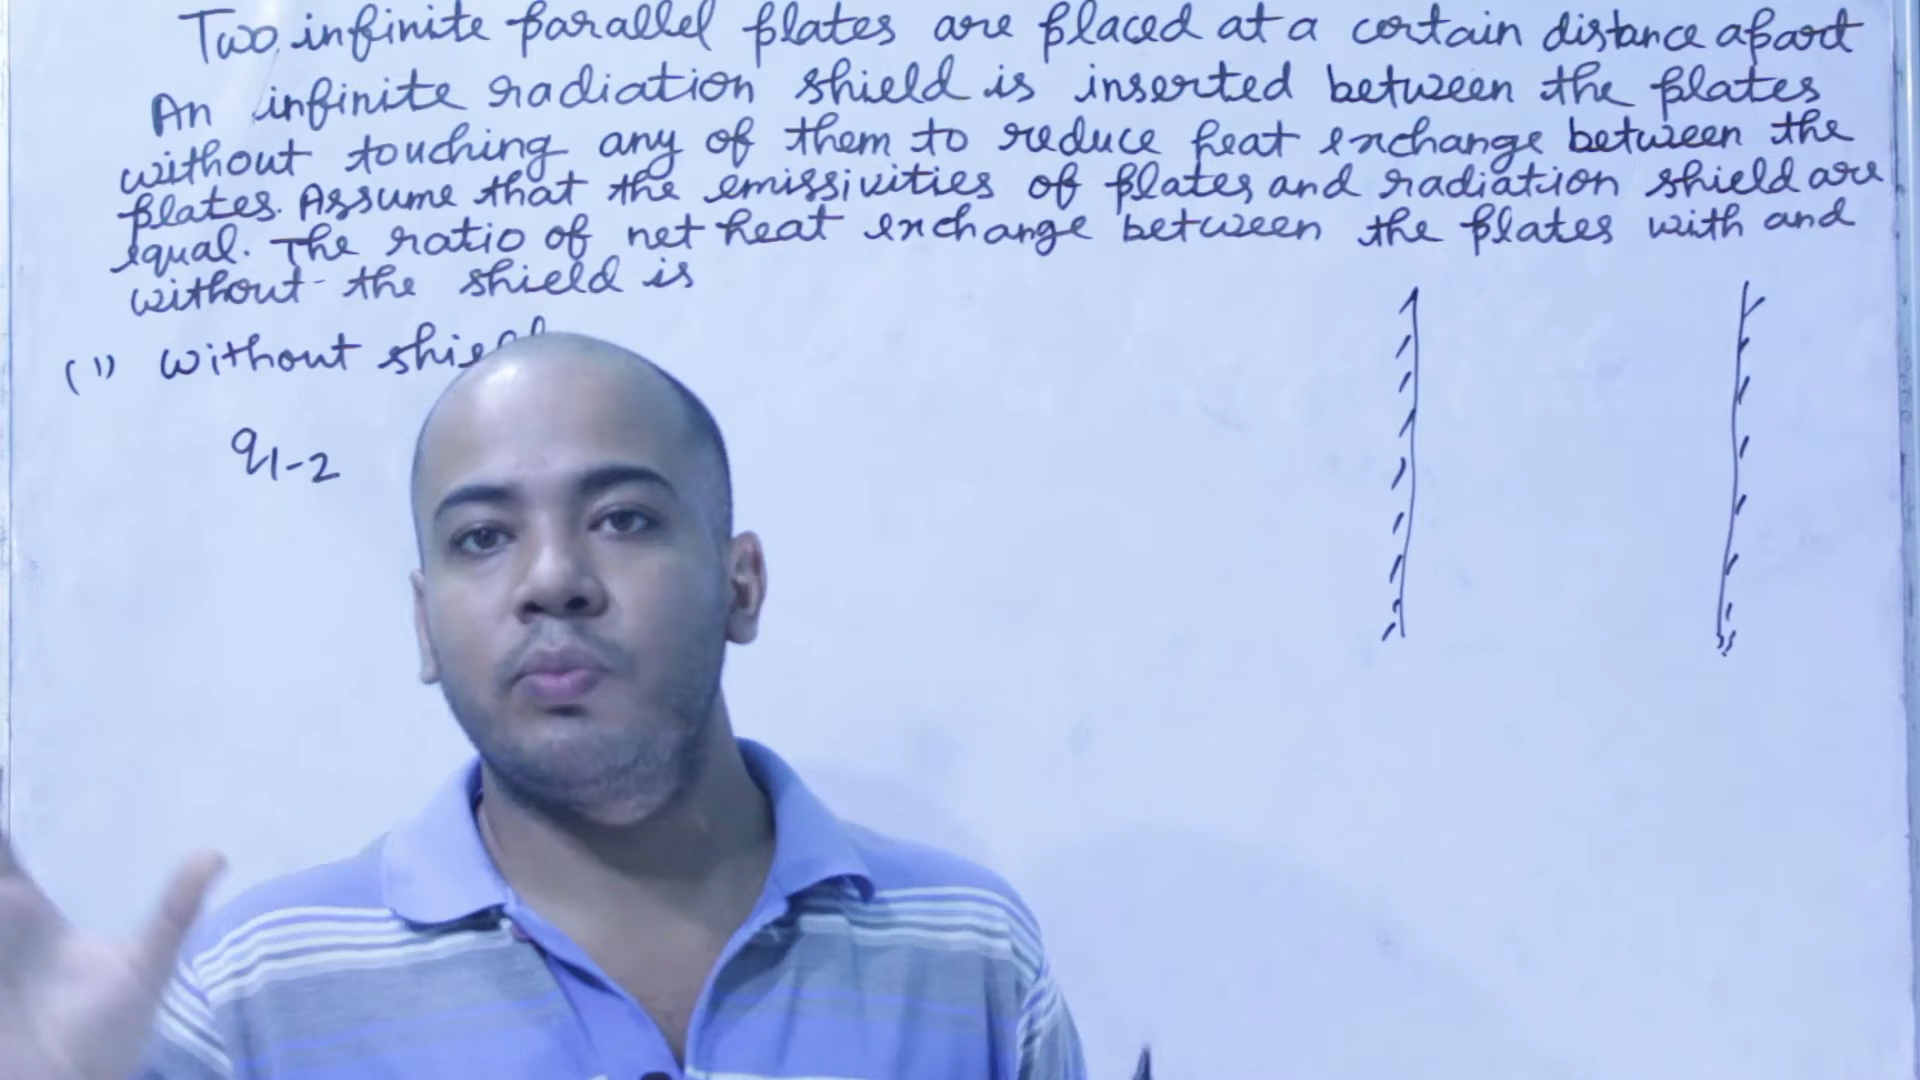 Two infinite parallel plates are placed at a certain distance apart
An infinite radiation shield is inserted between the plates
without touching any of them to reduce heat exchange between the
plates. Assume that the emissivities of plates and radiation shield are
equal. The ratio of net heat exchange between the plates with and
without the shield is
(1) without
q1-2